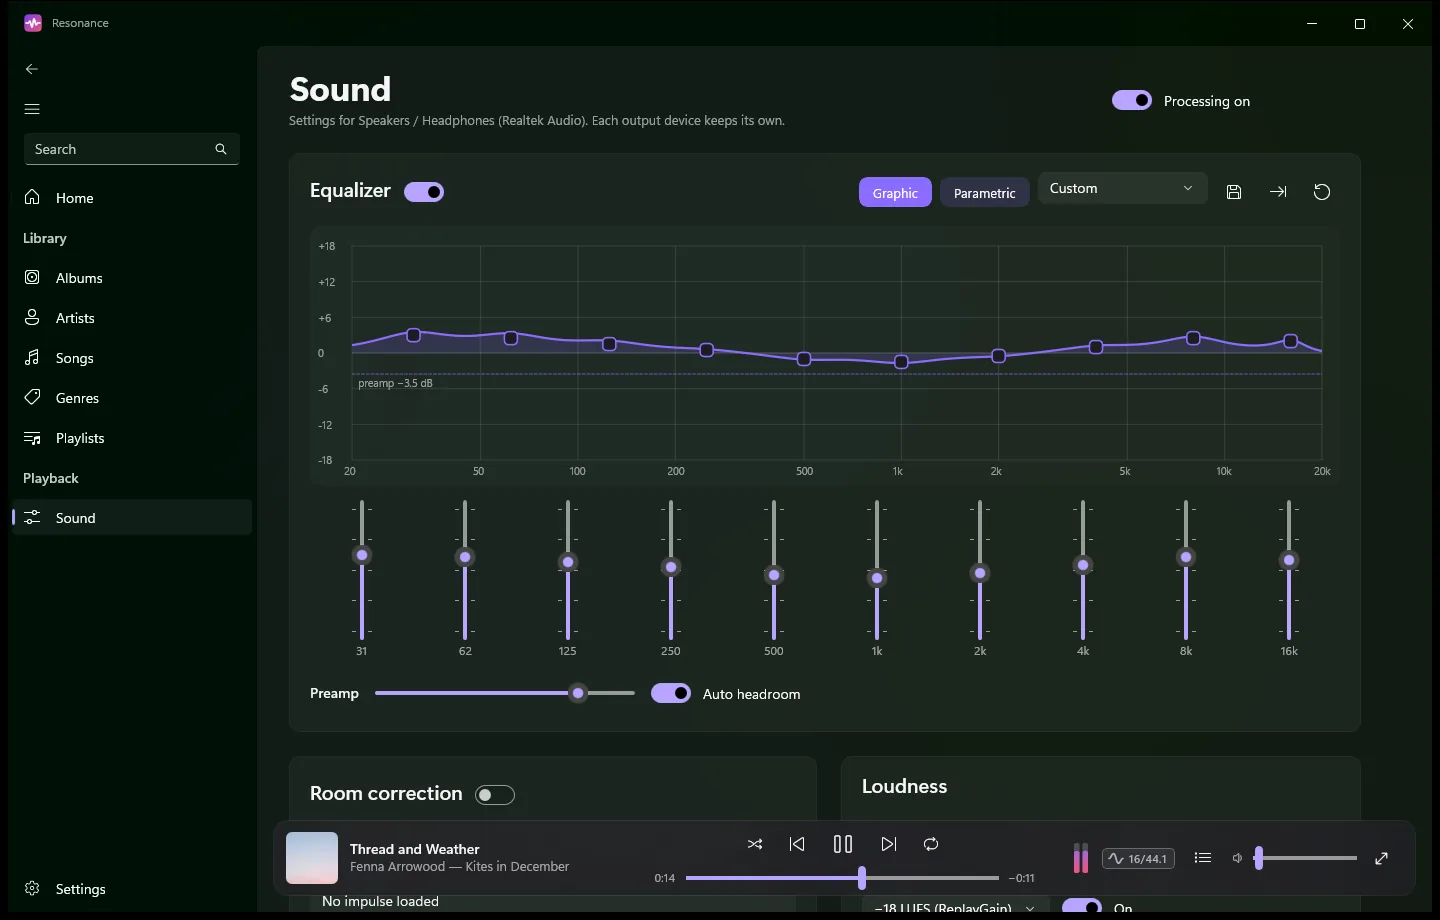 Resonance
Sound
Settings for Speakers / Headphones (Realtek Audio). Each output device keeps its own.
Processing on
Search
Home
Library
Albums
Artists
Songs
Genres
Playlists
Playback
Sound
Settings
Equalizer
Graphic
Parametric
Custom
+18
+12
+6
0
-6
-12
-18
preamp −3.5 dB
20 50 100 200 500 1k 2k 5k 10k 20k
31 62 125 250 500 1k 2k 4k 8k 16k
Preamp
Auto headroom
Room correction
Loudness
Thread and Weather
Fenna Arrowood — Kites in December
0:14
−0:11
16/44.1
No impulse loaded
−18 LUFS (ReplayGain)
On